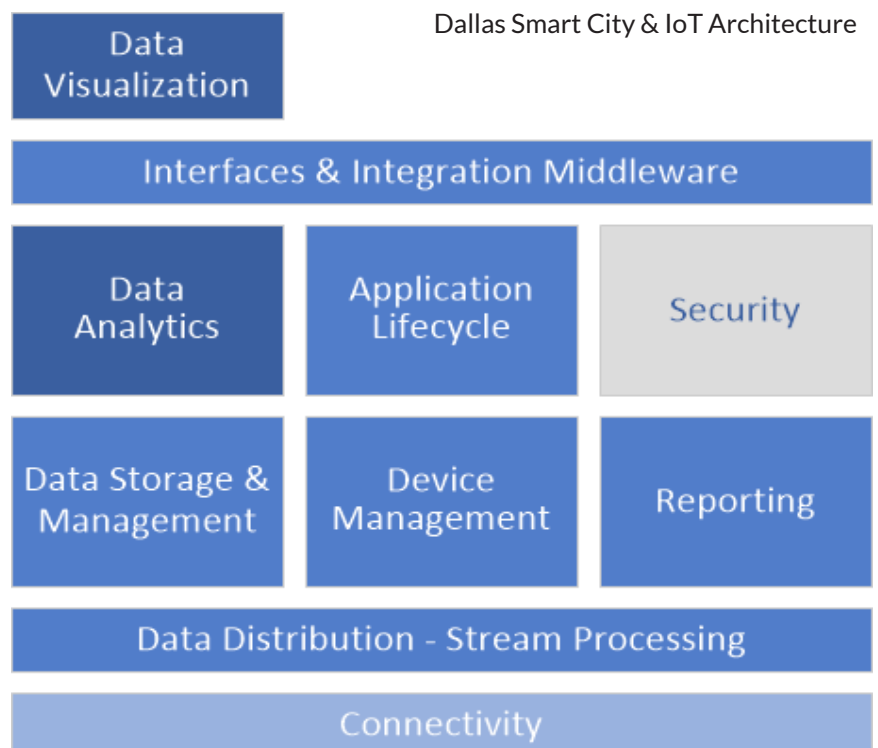 Dallas Smart City & IoT Architecture
Data
Visualization
Interfaces & Integration Middleware
Data
Analytics
Application
Lifecycle
Security
Data Storage &
Management
Device
Management
Reporting
Data Distribution - Stream Processing
Connectivity